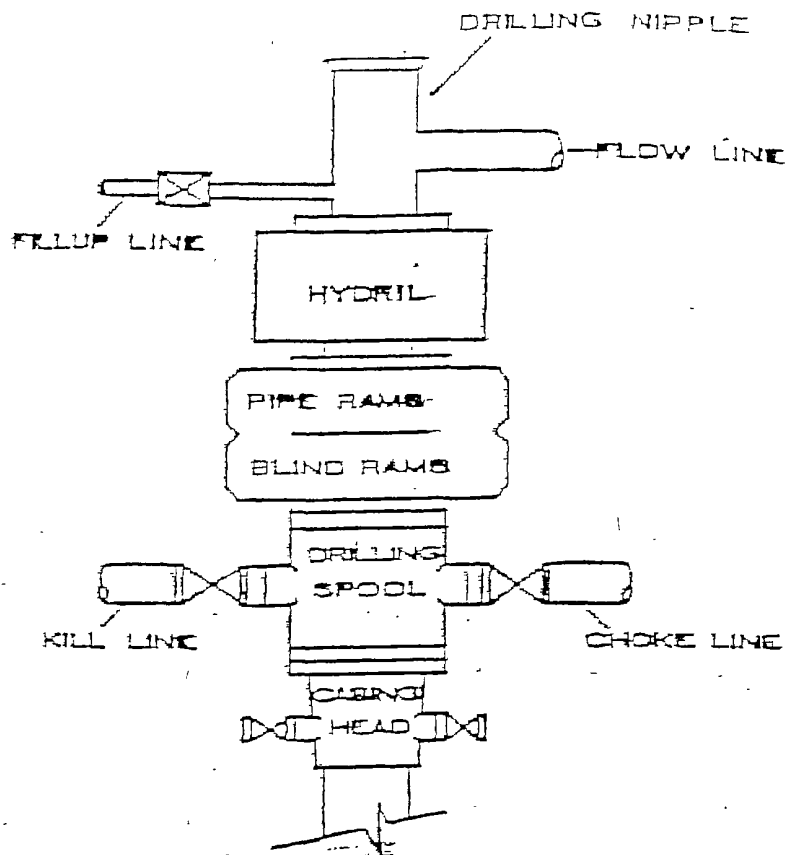 DRILLING NIPPLE
FLOW LINE
FILLUP LINE
HYDRIL
PIPE RAMS
BLIND RAMS
DRILLING
SPOOL
KILL LINE
CHOKE LINE
CASING
HEAD